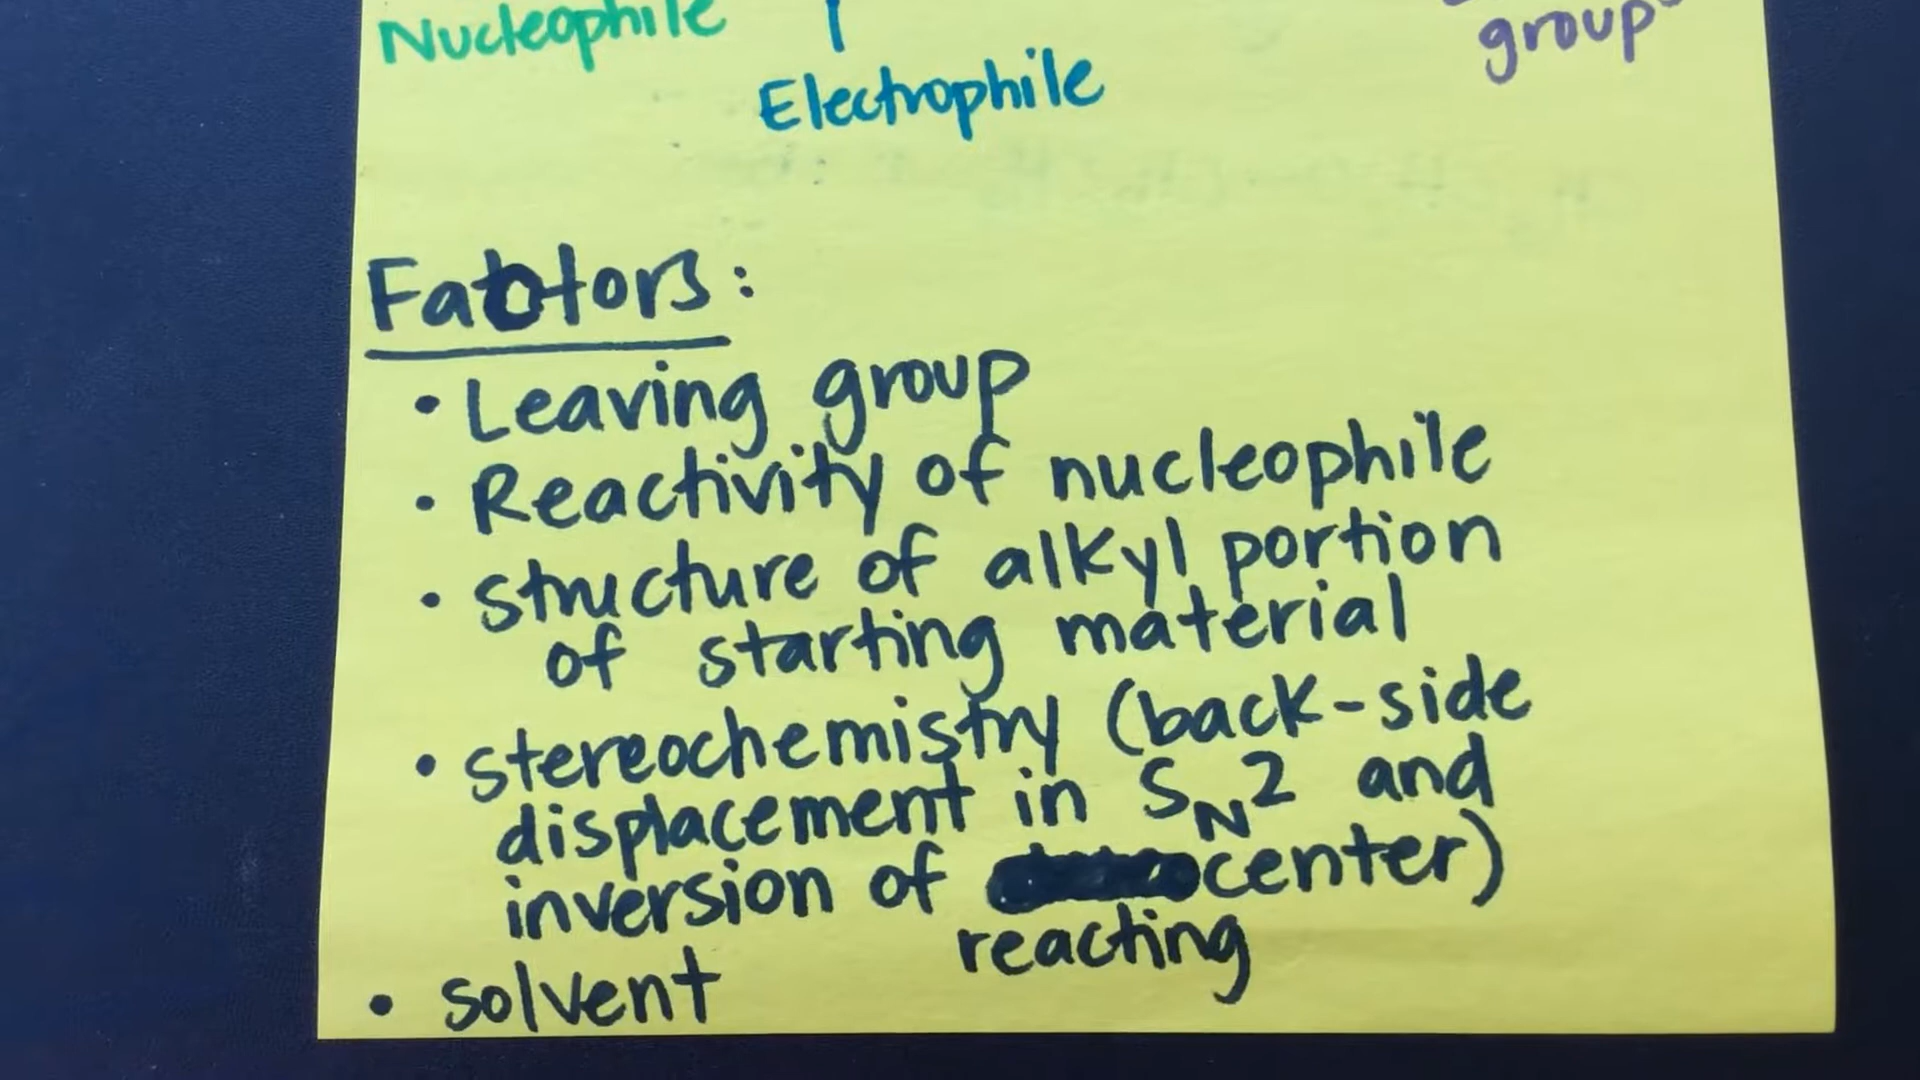 Nucleophile
group
Electrophile
Factors:
• Leaving group
• Reactivity of nucleophile
• structure of alkyl portion
of starting material
• stereochemistry (back-side
displacement in SN2 and
inversion of center)
reacting
• solvent